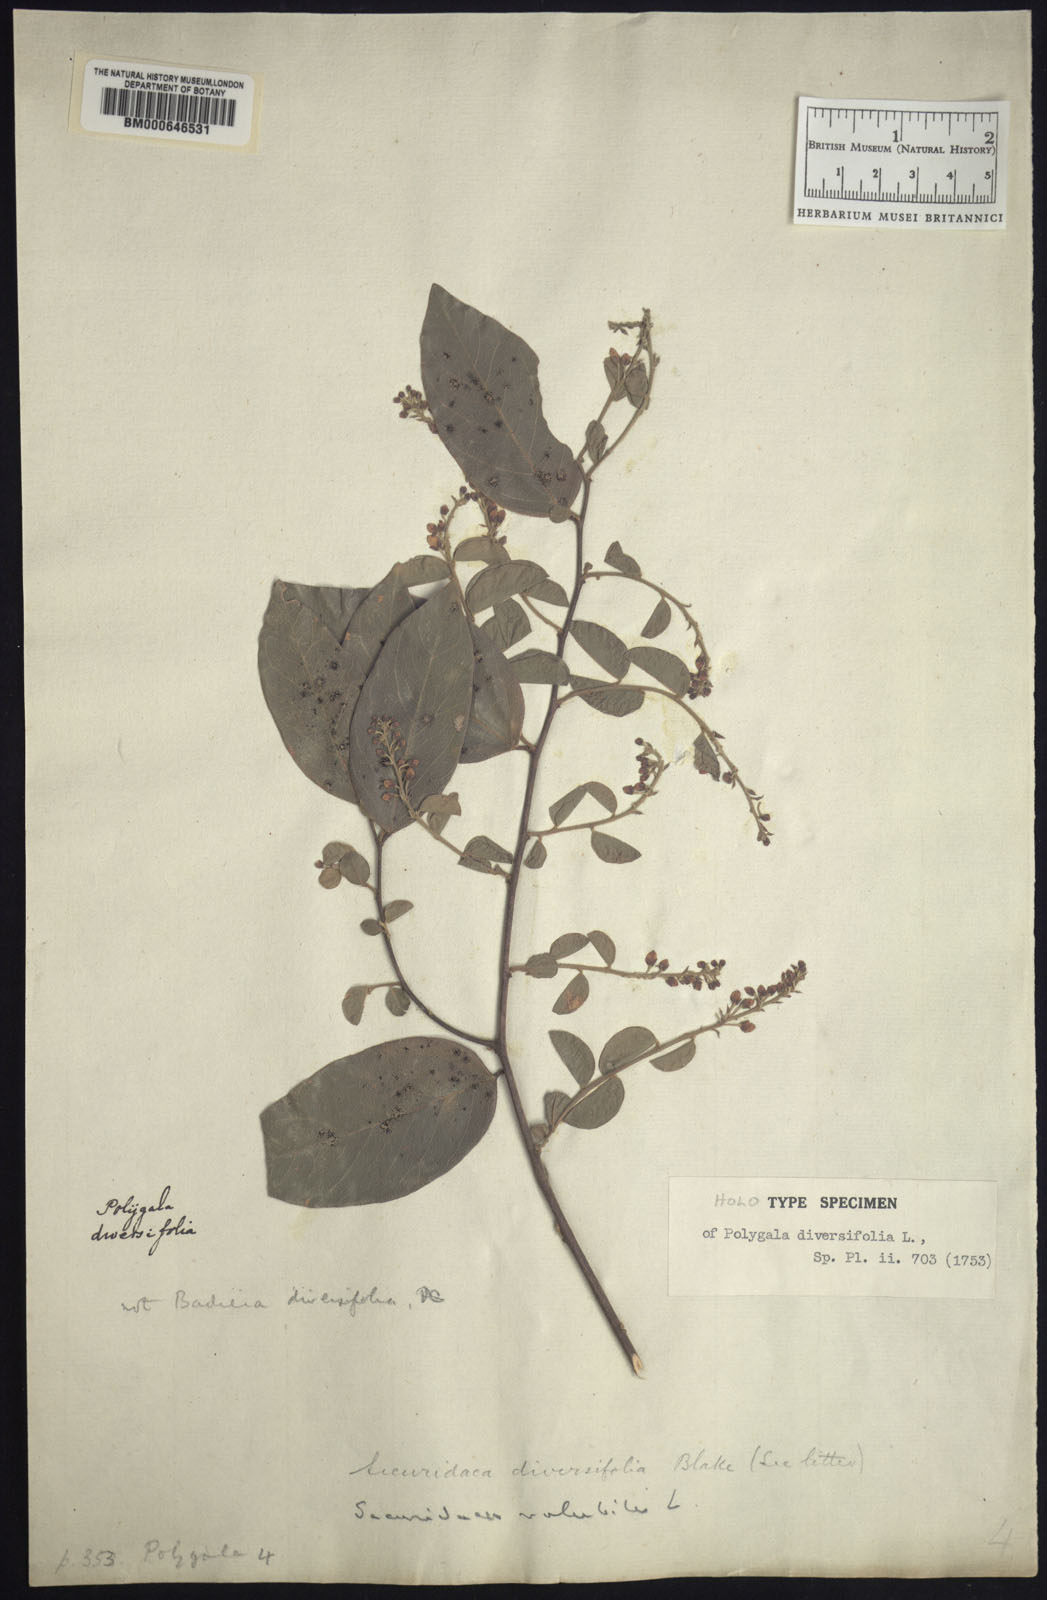 THE NATURAL HISTORY MUSEUM, LONDON
DEPARTMENT OF BOTANY
BM000646531
1 2
BRITISH MUSEUM (NATURAL HISTORY)
1 2 3 4 5
HERBARIUM MUSEI BRITANNICI
Polygala
diversifolia
HOLO TYPE SPECIMEN
of Polygala diversifolia L.,
Sp. Pl. ii. 703 (1753)
not Badiera diversifolia, DC
Securidaca diversifolia Blake (See letter)
Securidaca volubilis L
p. 353. Polygala 4
4